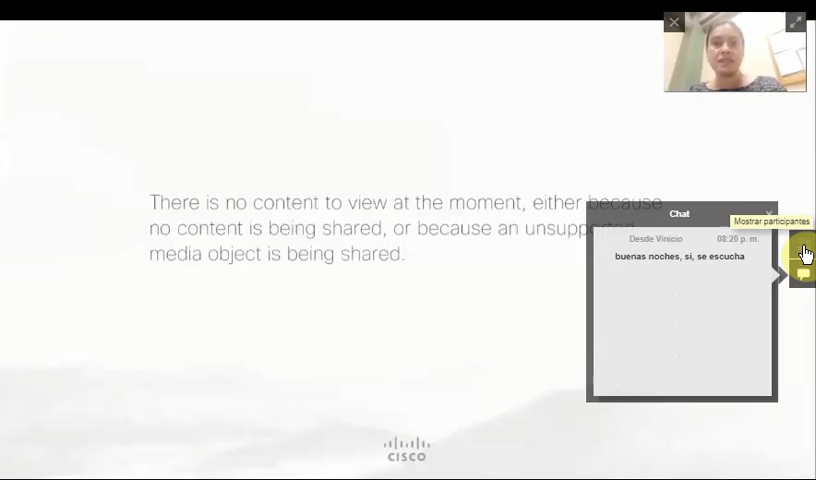 There is no content to view at the moment, either because
no content is being shared, or because an unsupported
media object is being shared.
Chat
Mostrar participantes
Desde Vinicio 08:20 p. m.
buenas noches, si, se escucha
CISCO